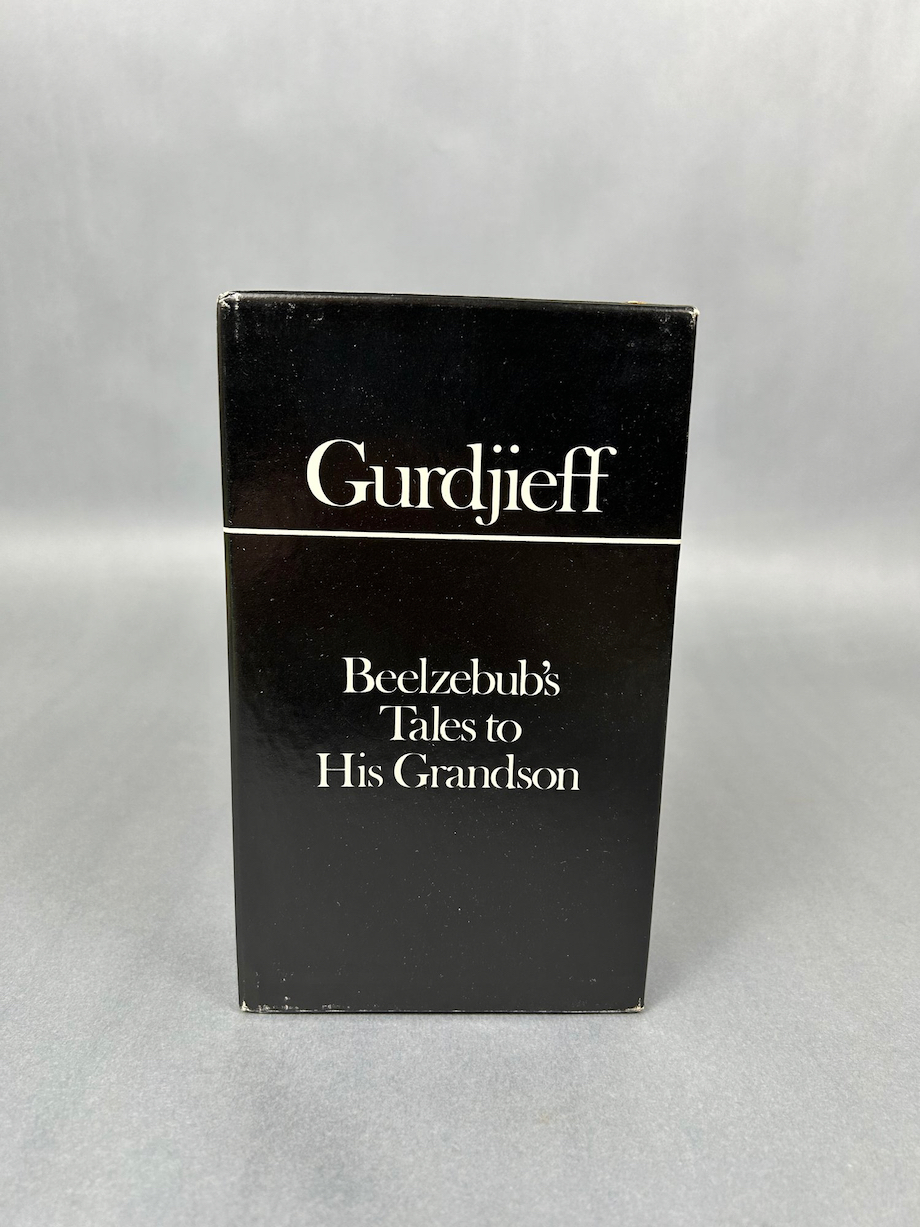 Gurdjieff
Beelzebub's
Tales to
His Grandson